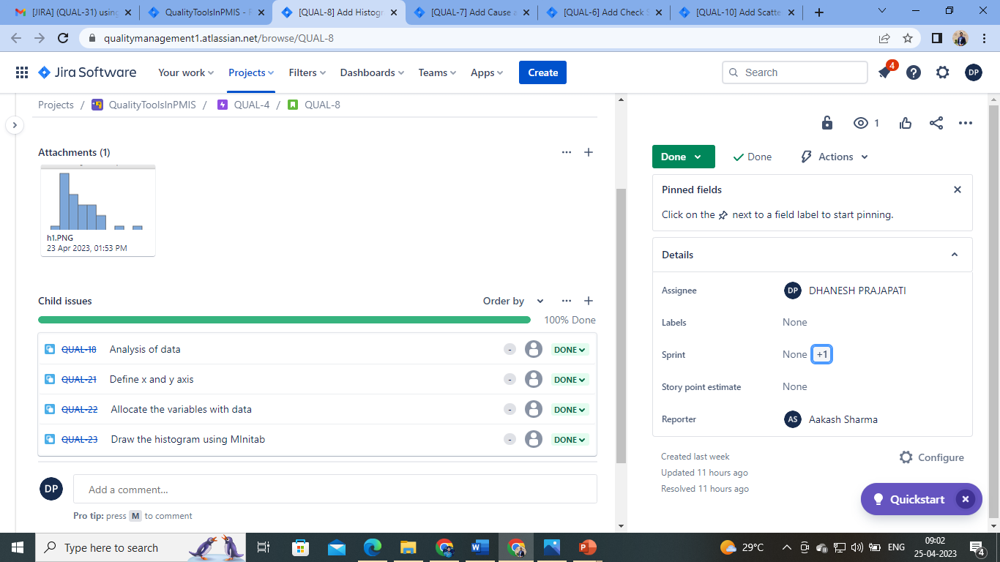 [JIRA] (QUAL-31) using
QualityToolsInPMIS -
[QUAL-8] Add Histogr
[QUAL-7] Add Cause a
[QUAL-6] Add Check S
[QUAL-10] Add Scatte
qualitymanagement1.atlassian.net/browse/QUAL-8
Jira Software
Your work
Projects
Filters
Dashboards
Teams
Apps
Create
Search
4
DP
Projects / QualityToolsInPMIS / QUAL-4 / QUAL-8
1
Attachments (1)
Done
Done
Actions
h1.PNG
23 Apr 2023, 01:53 PM
Pinned fields
Click on the next to a field label to start pinning.
Details
Assignee
DP DHANESH PRAJAPATI
Labels
None
Sprint
None +1
Story point estimate
None
Reporter
AS Aakash Sharma
Created last week
Updated 11 hours ago
Resolved 11 hours ago
Configure
Child issues
Order by
100% Done
QUAL-18 Analysis of data - DONE
QUAL-21 Define x and y axis - DONE
QUAL-22 Allocate the variables with data - DONE
QUAL-23 Draw the histogram using MInitab - DONE
DP
Add a comment...
Pro tip: press M to comment
Quickstart
Type here to search
29°C
ENG
09:02
25-04-2023
4